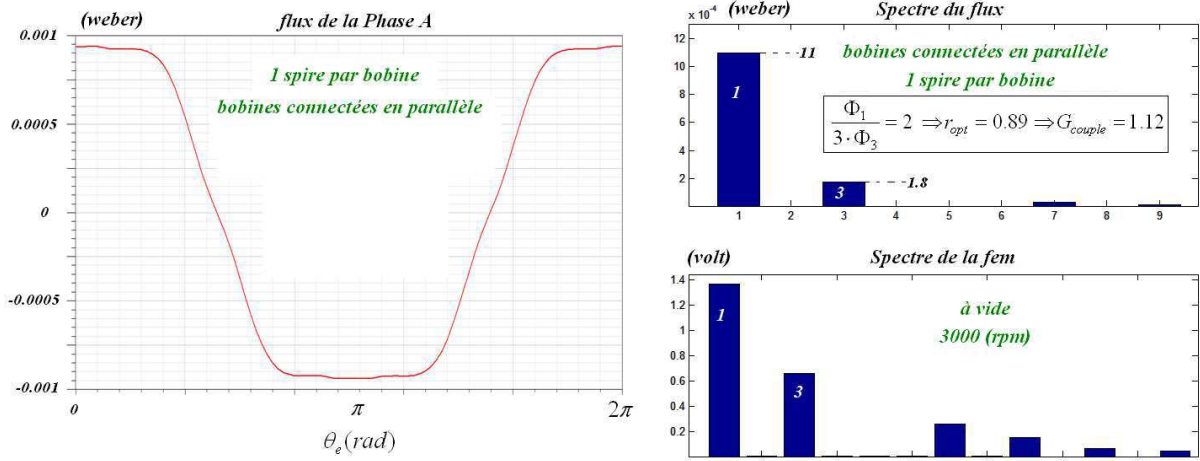 (weber)
flux de la Phase A
0.001
0.0005
0
-0.0005
-0.001
1 spire par bobine
bobines connectées en parallèle
0
π
2π
θe(rad)
(weber)
Spectre du flux
x 10⁻⁴
12
10
8
6
4
2
11
bobines connectées en parallèle
1 spire par bobine
Φ1 / 3·Φ3 = 2 ⇒ ropt = 0.89 ⇒ Gcouple = 1.12
1
3
1.8
1 2 3 4 5 6 7 8 9
(volt)
Spectre de la fem
1.4
1.2
1
0.8
0.6
0.4
0.2
1
3
à vide
3000 (rpm)